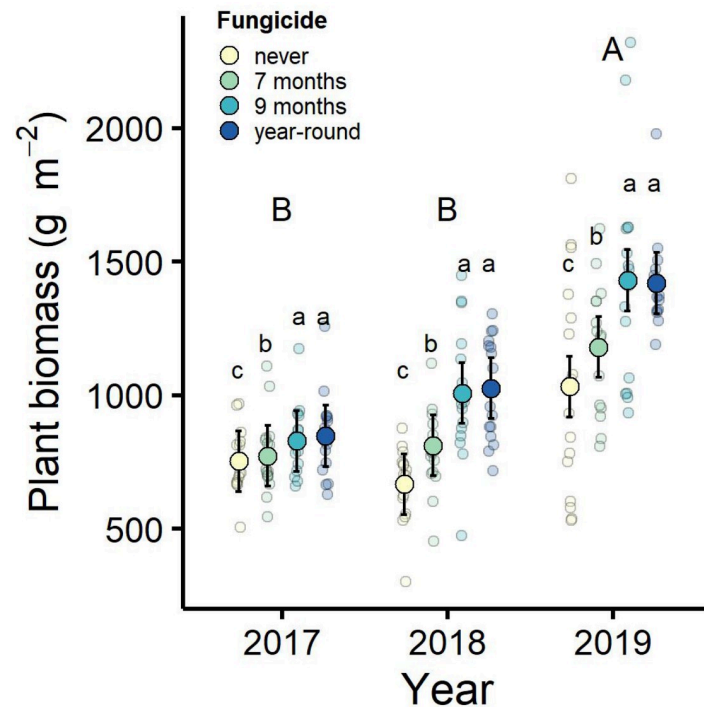 Fungicide
never
7 months
9 months
year-round
Plant biomass (g m⁻²)
2000
1500
1000
500
B
B
A
c
b
a
a
c
b
a
a
c
b
a
a
2017
2018
2019
Year